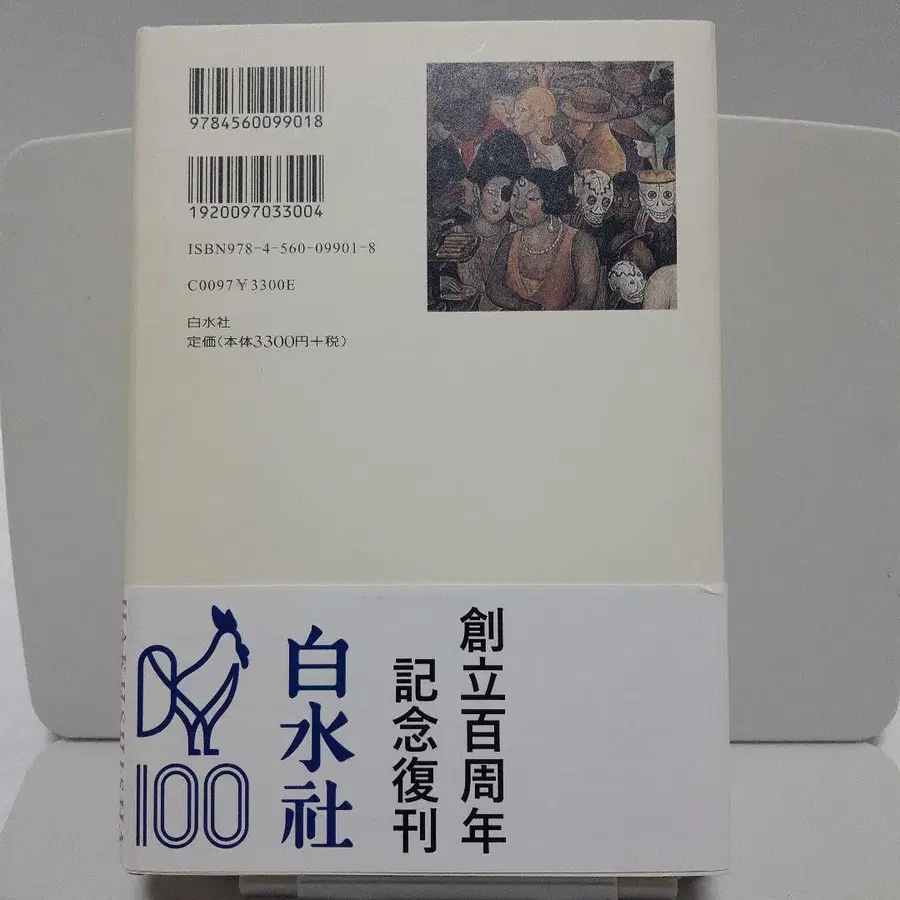 9784560099018
1920097033004
ISBN978-4-560-09901-8
C0097¥3300E
白水社
定価(本体3300円+税)
創立百周年
記念復刊
白水社
100
HAKUSUISHA